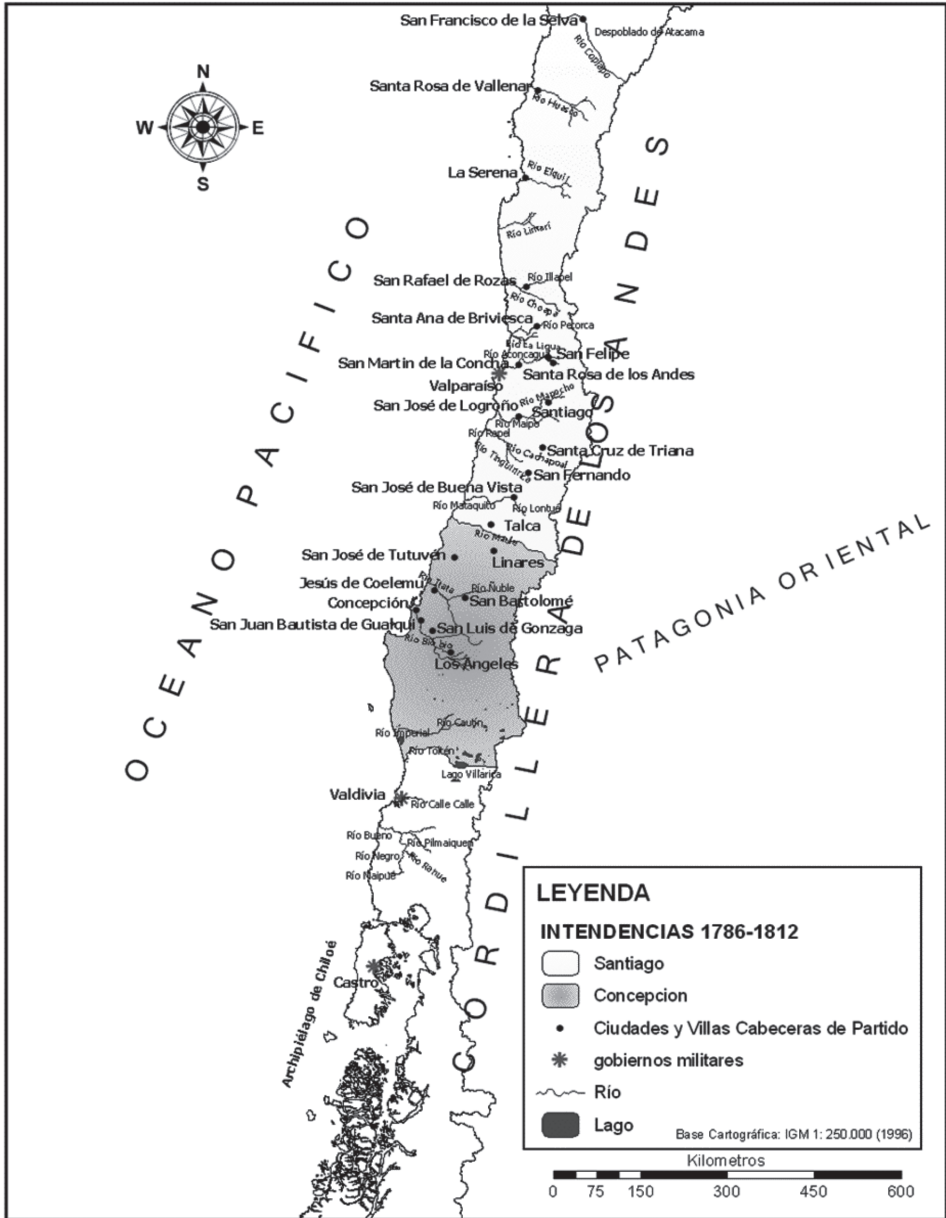 San Francisco de la Selva
Despoblado de Atacama
Río Copiapo
N
W
E
S
Santa Rosa de Vallenar
Río Huasco
La Serena
Río Elqui
Río Limarí
San Rafael de Rozas
Río Illapel
Río Choapa
Santa Ana de Briviesca
Río Petorca
Río La Ligua
Río Aconcagua
San Felipe
San Martin de la Concha
Santa Rosa de los Andes
Valparaíso
Río Mapocho
San José de Logroño
Santiago
Río Maipo
Río Rapel
Río Cachapoal
Santa Cruz de Triana
Río Tinguiririca
San Fernando
San José de Buena Vista
Río Mataquito
Río Lontué
Talca
Río Maule
San José de Tutuvén
Linares
Jesús de Coelemu
Río Itata
Río Ñuble
Concepción
San Bartolomé
San Juan Bautista de Gualqui
San Luis de Gonzaga
Río Bío bío
Los Angeles
Río Cautín
Río Imperial
Río Toltén
Lago Villarica
Valdivia
Río Calle Calle
Río Bueno
Río Pilmaiquen
Río Negro
Río Rahue
Río Maipué
Castro
Archipiélago de Chiloé
OCEANO PACIFICO
CORDILLERA DE LOS ANDES
PATAGONIA ORIENTAL
LEYENDA
INTENDENCIAS 1786-1812
Santiago
Concepcion
Ciudades y Villas Cabeceras de Partido
gobiernos militares
Río
Lago
Base Cartográfica: IGM 1: 250.000 (1996)
Kilometros
0 75 150 300 450 600